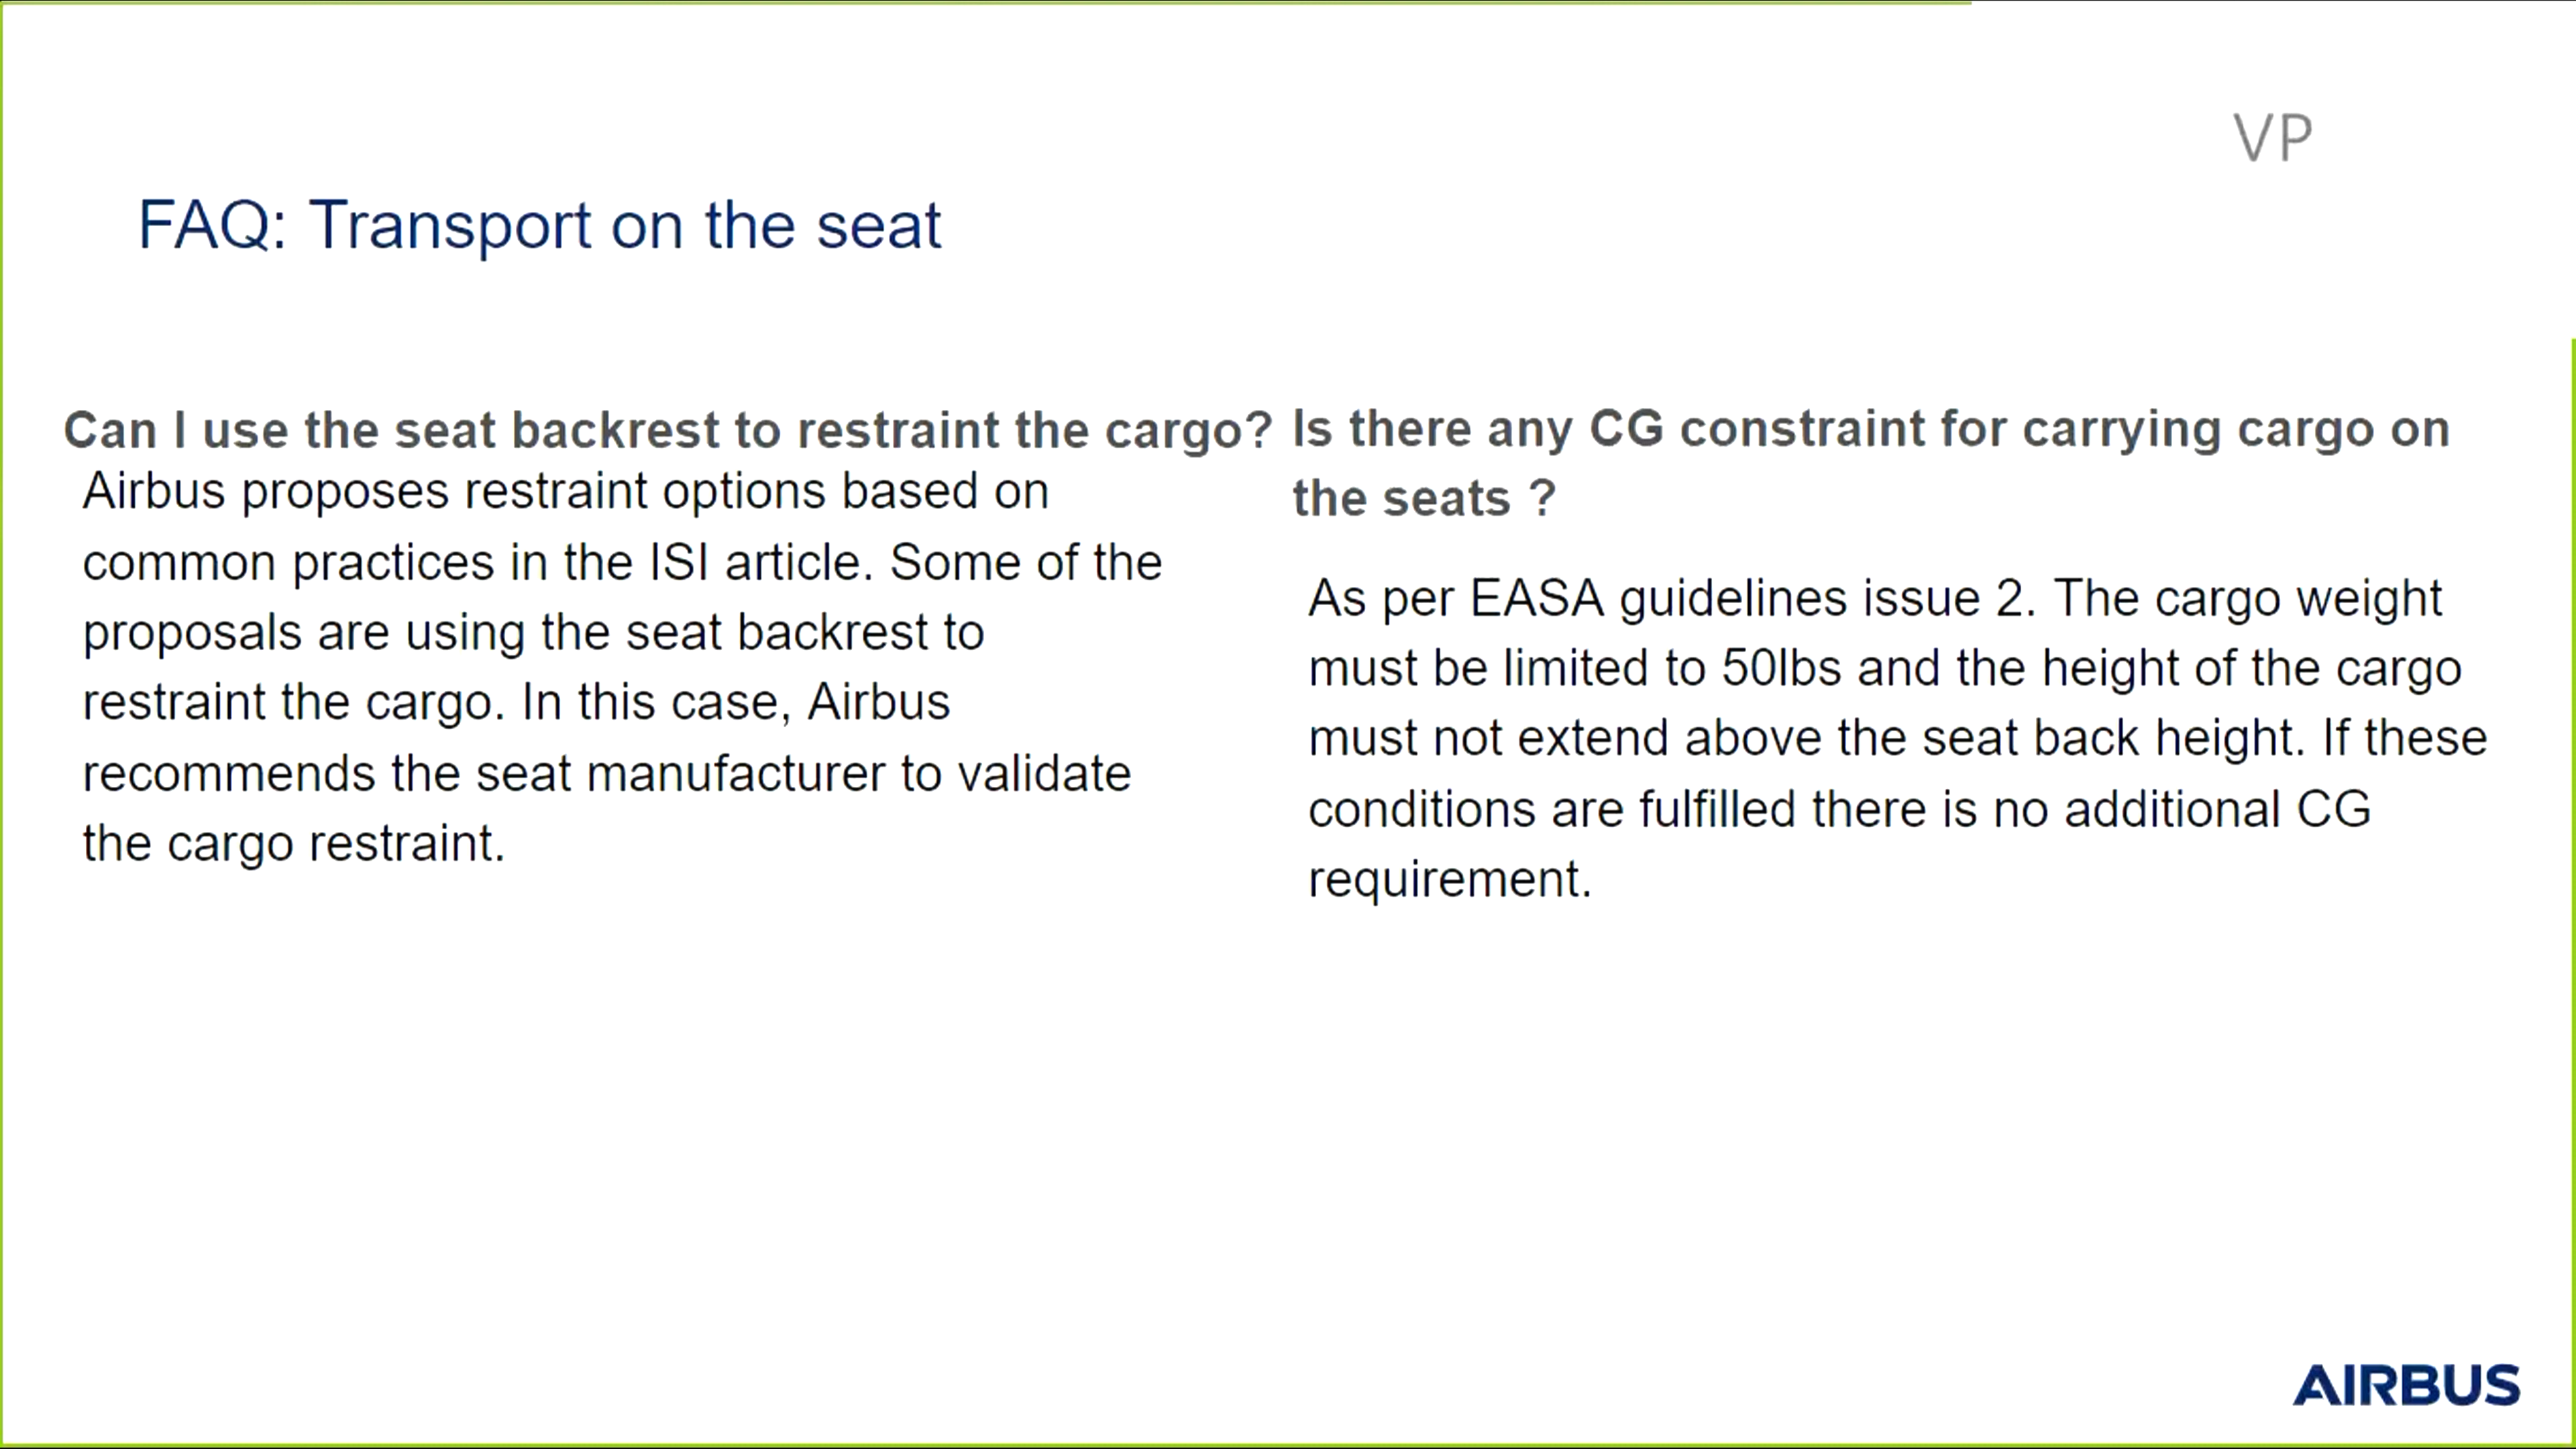 VP
FAQ: Transport on the seat
Can I use the seat backrest to restraint the cargo?
Airbus proposes restraint options based on
common practices in the ISI article. Some of the
proposals are using the seat backrest to
restraint the cargo. In this case, Airbus
recommends the seat manufacturer to validate
the cargo restraint.
Is there any CG constraint for carrying cargo on
the seats ?
As per EASA guidelines issue 2. The cargo weight
must be limited to 50lbs and the height of the cargo
must not extend above the seat back height. If these
conditions are fulfilled there is no additional CG
requirement.
AIRBUS